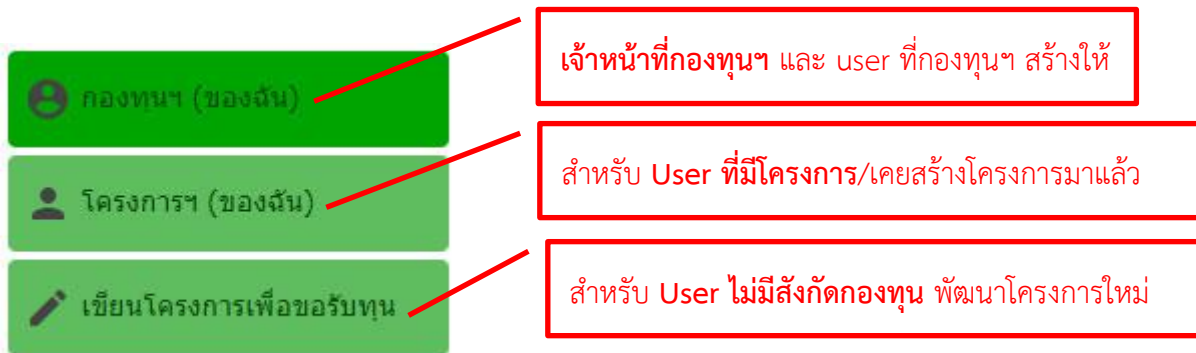 กองทุนฯ (ของฉัน)
เจ้าหน้าที่กองทุนฯ และ user ที่กองทุนฯ สร้างให้
โครงการฯ (ของฉัน)
สำหรับ User ที่มีโครงการ/เคยสร้างโครงการมาแล้ว
เขียนโครงการเพื่อขอรับทุน
สำหรับ User ไม่มีสังกัดกองทุน พัฒนาโครงการใหม่